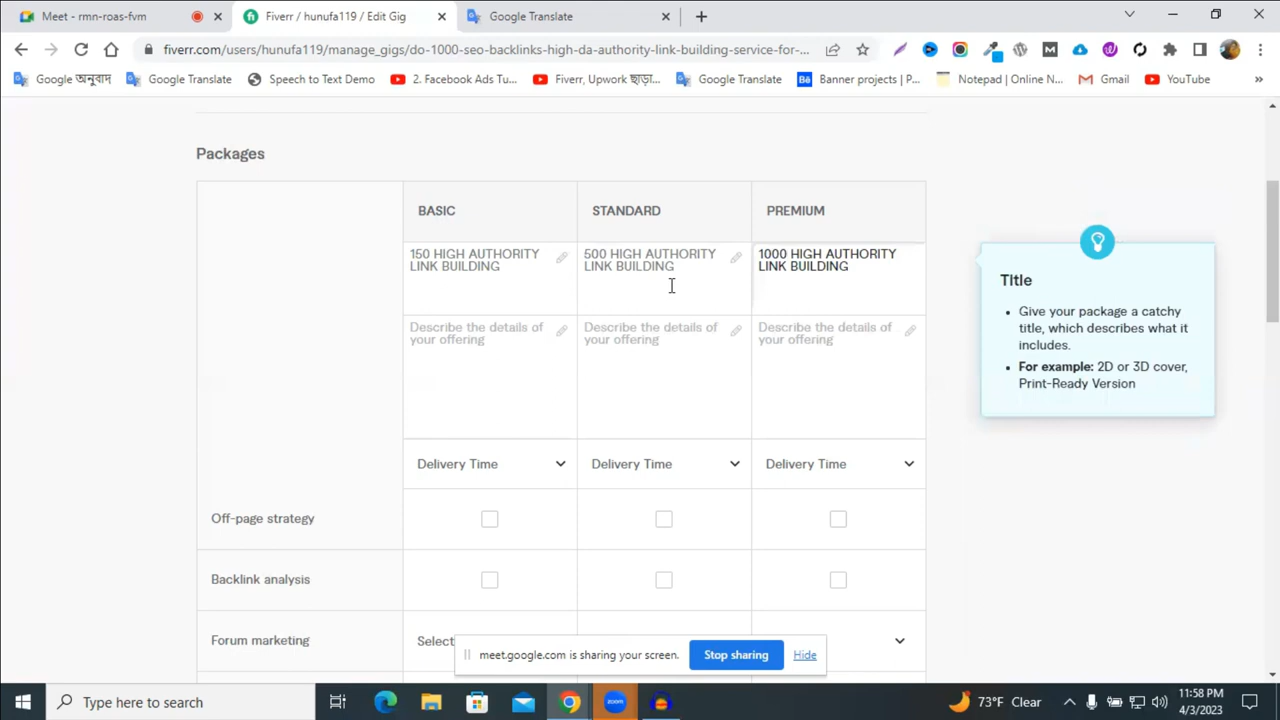 Meet - rmn-roas-fvm
Fiverr / hunufa119 / Edit Gig
Google Translate
fiverr.com/users/hunufa119/manage_gigs/do-1000-seo-backlinks-high-da-authority-link-building-service-for-...
Google অনুবাদ
Google Translate
Speech to Text Demo
2. Facebook Ads Tu...
Fiverr, Upwork ছাড়া...
Google Translate
Bē Banner projects | P...
Notepad | Online N...
Gmail
YouTube
»
Packages
BASIC STANDARD PREMIUM
150 HIGH AUTHORITY
LINK BUILDING
500 HIGH AUTHORITY
LINK BUILDING
1000 HIGH AUTHORITY
LINK BUILDING
Describe the details of
your offering
Describe the details of
your offering
Describe the details of
your offering
Delivery Time Delivery Time Delivery Time
Off-page strategy
Backlink analysis
Forum marketing
Select
Title
• Give your package a catchy
title, which describes what it
includes.
• For example: 2D or 3D cover,
Print-Ready Version
meet.google.com is sharing your screen.
Stop sharing
Hide
Type here to search
zoom
73°F Clear
11:58 PM
4/3/2023